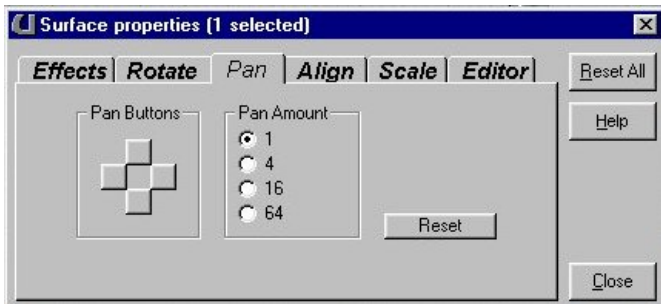 Surface properties (1 selected)
Effects Rotate Pan Align Scale Editor
Reset All
Help
Pan Buttons
Pan Amount
1
4
16
64
Reset
Close